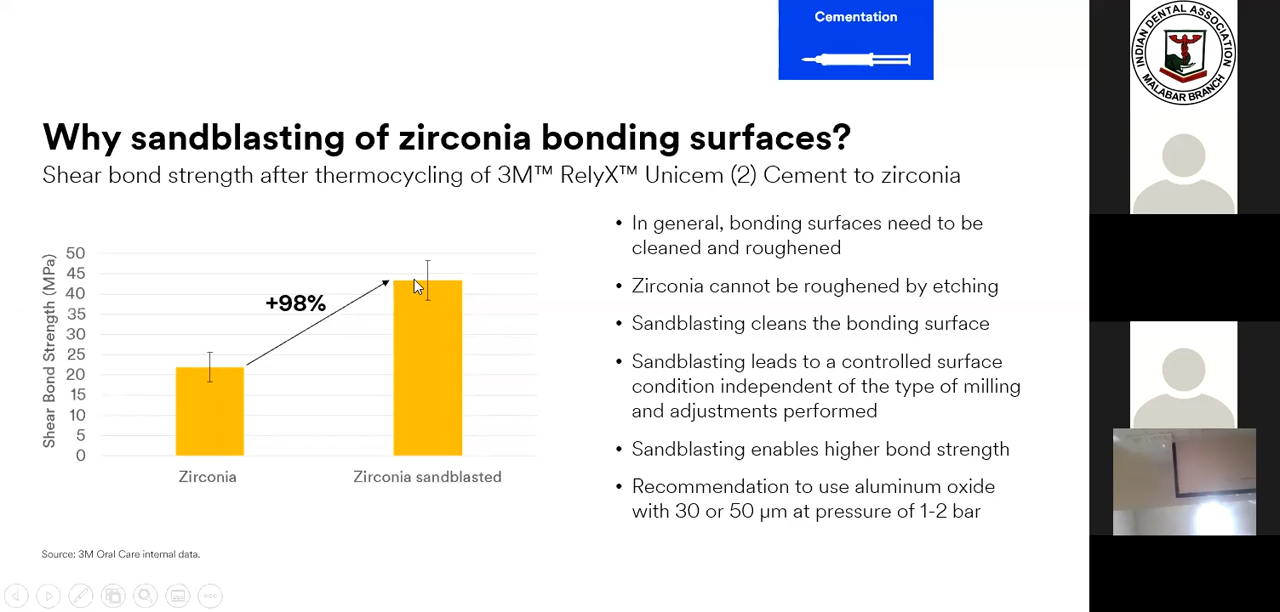 Cementation
INDIAN DENTAL ASSOCIATION
MALABAR BRANCH
Why sandblasting of zirconia bonding surfaces?
Shear bond strength after thermocycling of 3M™ RelyX™ Unicem (2) Cement to zirconia
Shear Bond Strength (MPa)
50
45
40
35
30
25
20
15
10
5
0
+98%
Zirconia
Zirconia sandblasted
• In general, bonding surfaces need to be
cleaned and roughened
• Zirconia cannot be roughened by etching
• Sandblasting cleans the bonding surface
• Sandblasting leads to a controlled surface
condition independent of the type of milling
and adjustments performed
• Sandblasting enables higher bond strength
• Recommendation to use aluminum oxide
with 30 or 50 µm at pressure of 1-2 bar
Source: 3M Oral Care internal data.